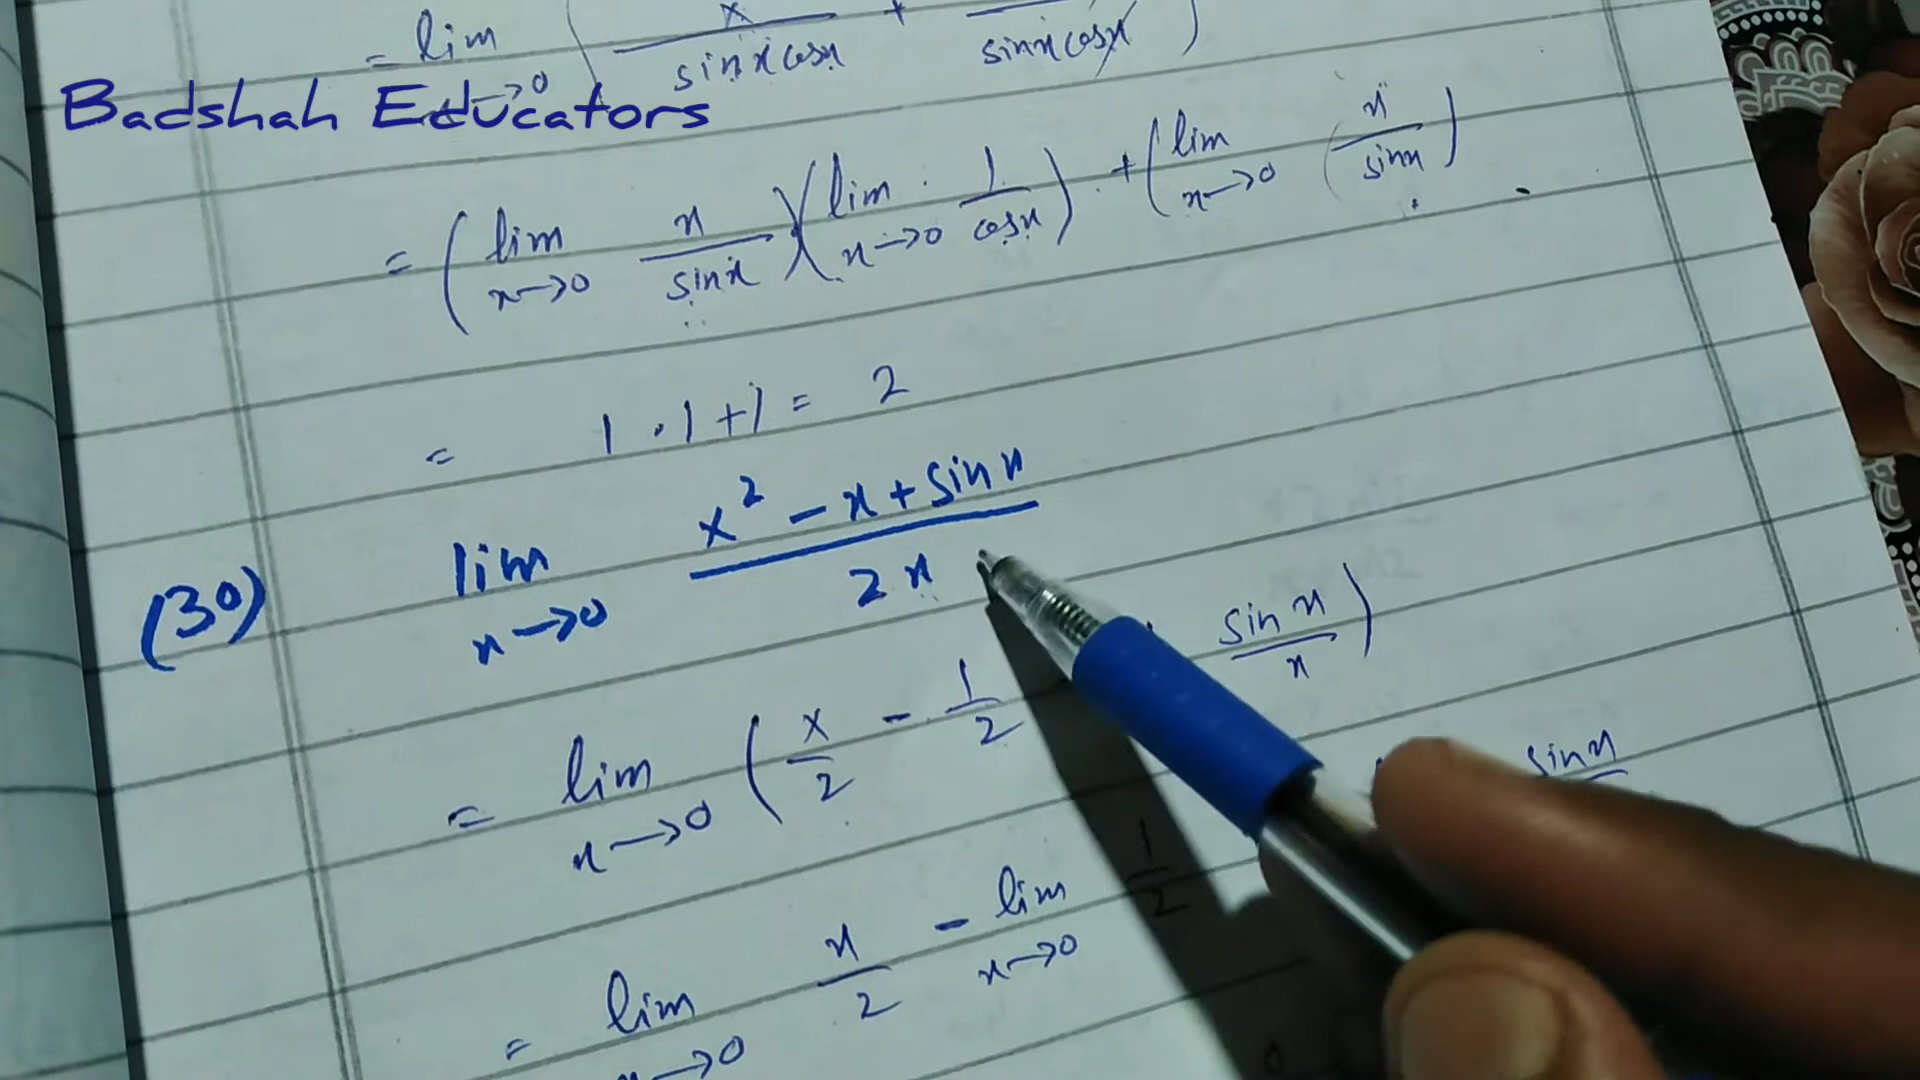 = lim x→0 ( x / sinx cosx + / sinx cosx )
Badshah Educators
= ( lim x→0 x / sinx ) ( lim x→0 1 / cosx ) + ( lim x→0 ( x / sinx )
= 1 . 1 + 1 = 2
(30) lim x→0 x² - x + sin x / 2x
= lim x→0 ( x/2 - 1/2 sin x / x )
= lim x→0 x/2 - lim x→0 1/2 sin x